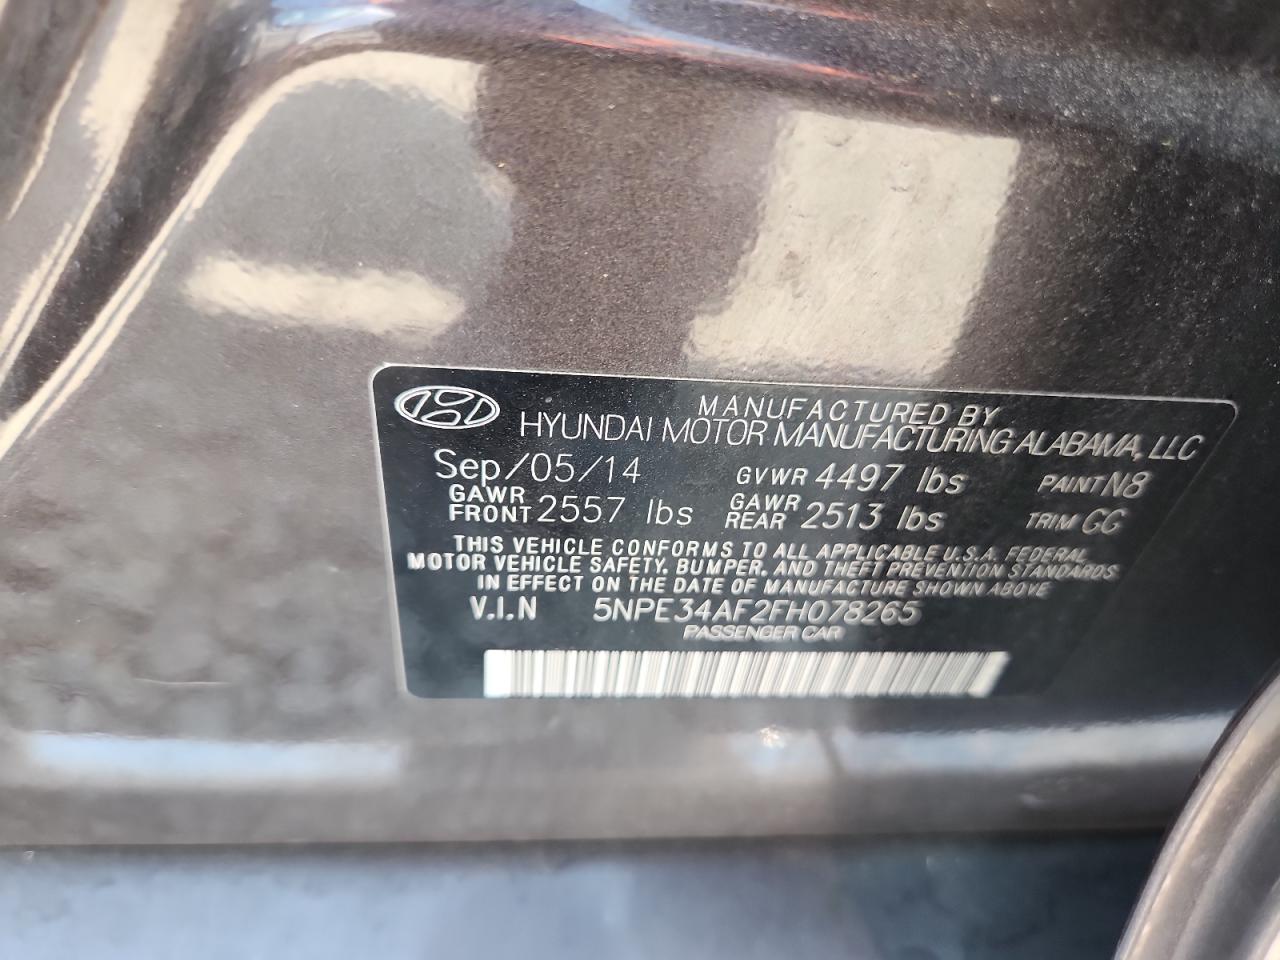 MANUFACTURED BY
HYUNDAI MOTOR MANUFACTURING ALABAMA, LLC
Sep/05/14 GVWR 4497 lbs PAINT N8
GAWR FRONT 2557 lbs GAWR REAR 2513 lbs TRIM GG
THIS VEHICLE CONFORMS TO ALL APPLICABLE U.S.A. FEDERAL
MOTOR VEHICLE SAFETY, BUMPER, AND THEFT PREVENTION STANDARDS
IN EFFECT ON THE DATE OF MANUFACTURE SHOWN ABOVE
V.I.N 5NPE34AF2FH078265
PASSENGER CAR